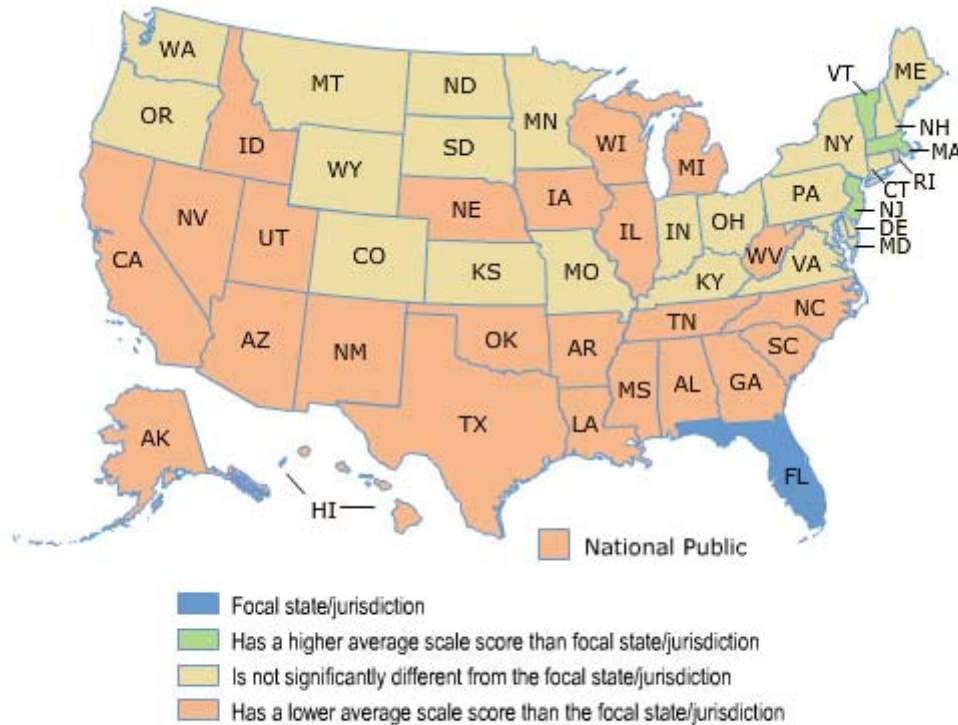 WA
MT
ND
MN
VT
ME
OR
ID
WY
SD
WI
MI
NY
NH
MA
RI
CT
NV
UT
CO
NE
IA
IL
IN
OH
PA
NJ
DE
MD
CA
KS
MO
WV
VA
KY
AZ
NM
OK
AR
TN
NC
SC
TX
LA
MS
AL
GA
AK
HI
FL
National Public
Focal state/jurisdiction
Has a higher average scale score than focal state/jurisdiction
Is not significantly different from the focal state/jurisdiction
Has a lower average scale score than the focal state/jurisdiction